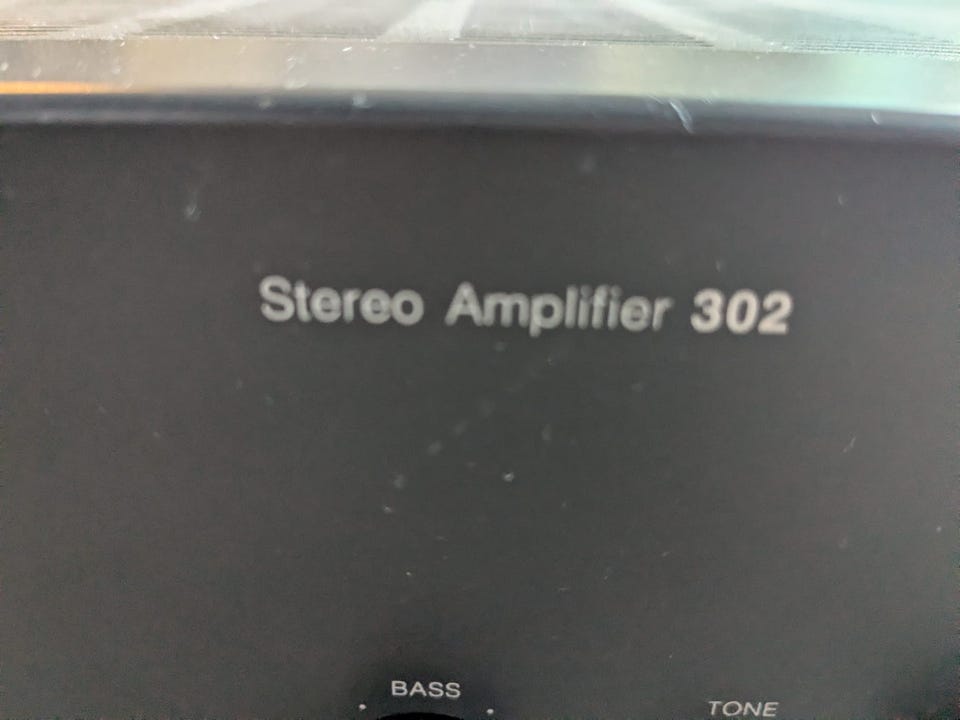 Stereo Amplifier 302
BASS
TONE